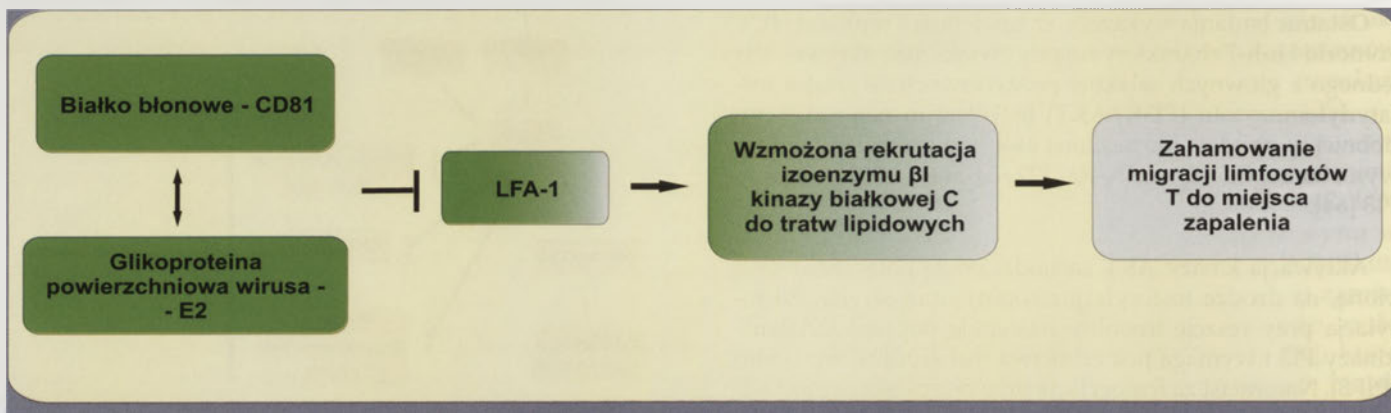 Białko błonowe - CD81
Glikoproteina
powierzchniowa wirusa -
- E2
LFA-1
Wzmożona rekrutacja
izoenzymu βI
kinazy białkowej C
do tratw lipidowych
Zahamowanie
migracji limfocytów
T do miejsca
zapalenia